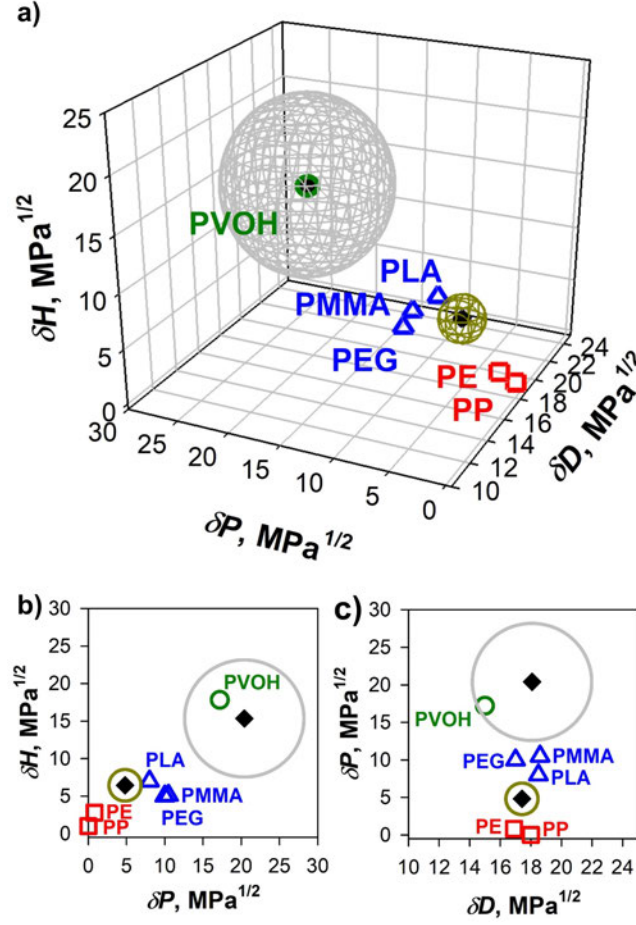 a)
25
20
15
10
5
0
δH, MPa1/2
PVOH
PLA
PMMA
PEG
PE
PP
30
25
20
15
10
5
0
δP, MPa1/2
10
12
14
16
18
20
22
24
δD, MPa1/2
b)
30
25
20
15
10
5
0
δH, MPa1/2
PVOH
PLA
PMMA
PEG
PE
PP
0 5 10 15 20 25 30
δP, MPa1/2
c)
30
25
20
15
10
5
0
δP, MPa1/2
PVOH
PEG
PMMA
PLA
PE
PP
10 12 14 16 18 20 22 24
δD, MPa1/2